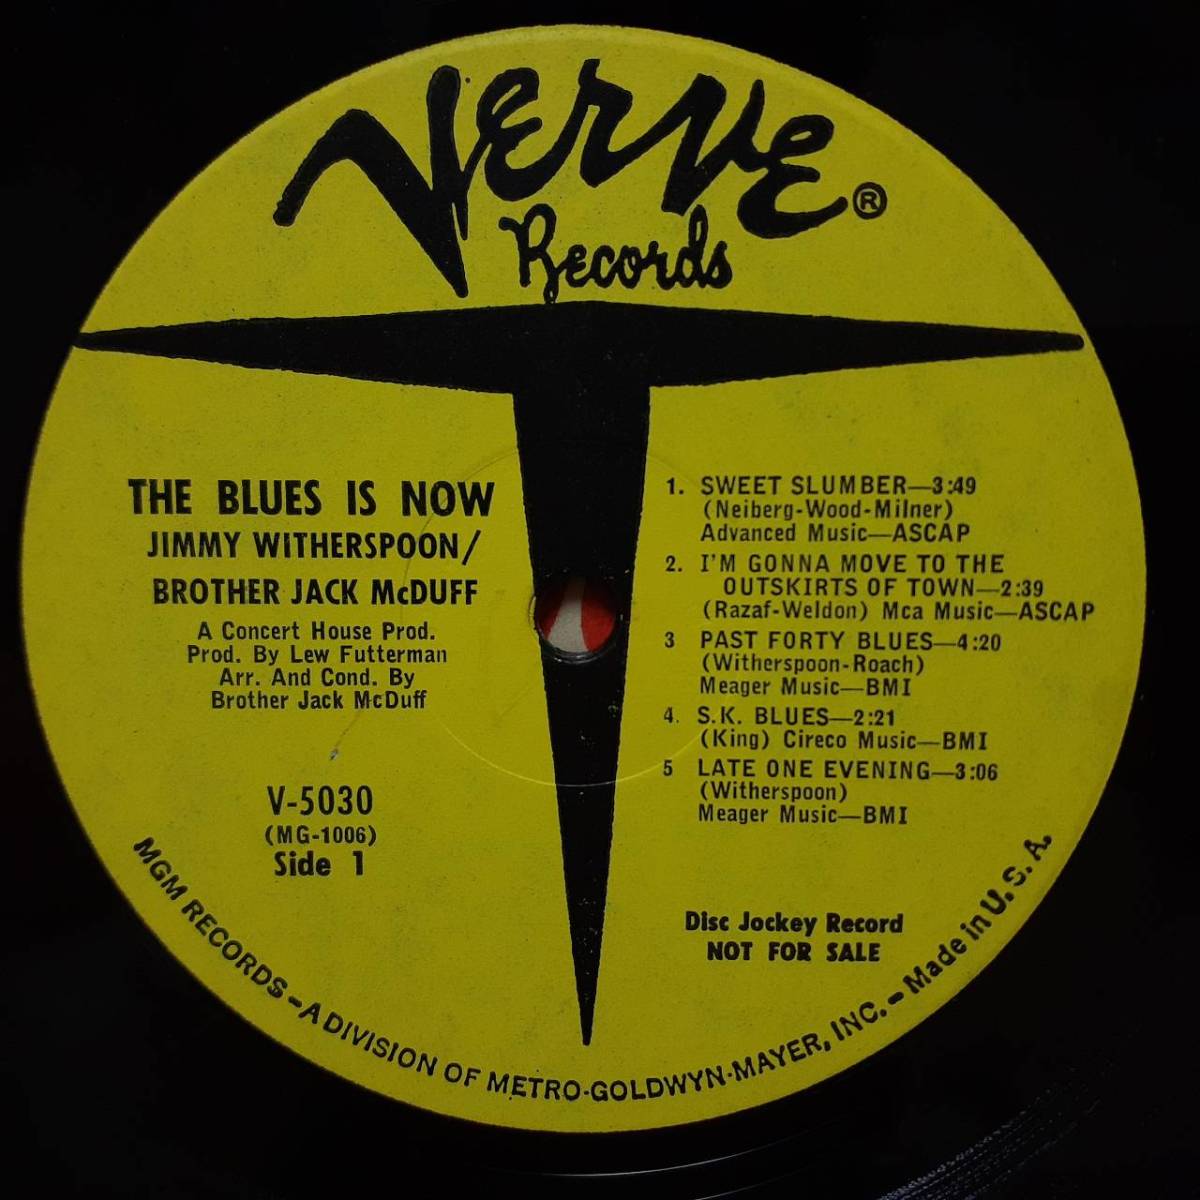 Verve®
Records
THE BLUES IS NOW
JIMMY WITHERSPOON/
BROTHER JACK McDUFF
A Concert House Prod.
Prod. By Lew Futterman
Arr. And Cond. By
Brother Jack McDuff
V-5030
(MG-1006)
Side 1
1. SWEET SLUMBER—3:49
(Neiberg-Wood-Milner)
Advanced Music—ASCAP
2. I'M GONNA MOVE TO THE
OUTSKIRTS OF TOWN—2:39
(Razaf-Weldon) Mca Music—ASCAP
3 PAST FORTY BLUES—4:20
(Witherspoon-Roach)
Meager Music—BMI
4. S.K. BLUES—2:21
(King) Cireco Music—BMI
5 LATE ONE EVENING—3:06
(Witherspoon)
Meager Music—BMI
Disc Jockey Record
NOT FOR SALE
MGM RECORDS – A DIVISION OF METRO-GOLDWYN-MAYER, INC. – Made in U.S.A.